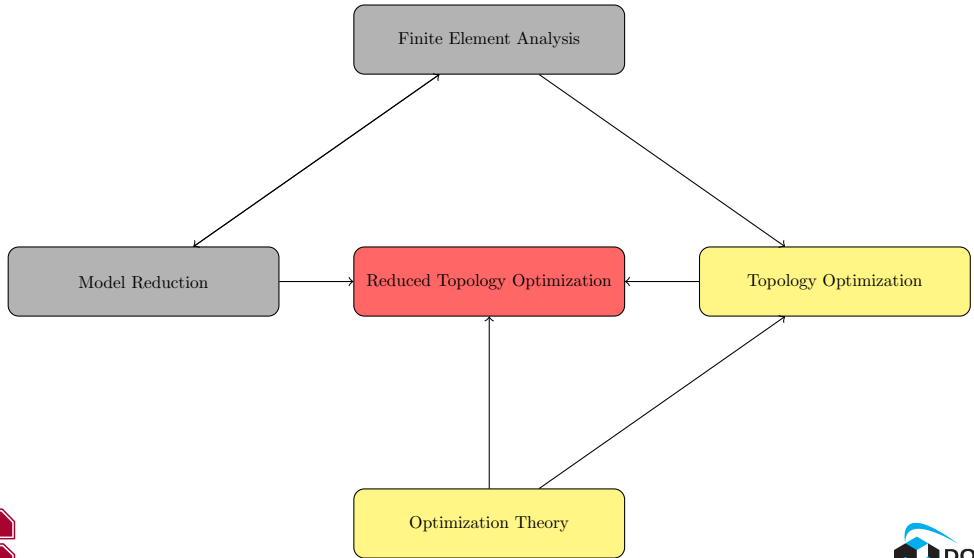 Finite Element Analysis
Model Reduction
Reduced Topology Optimization
Topology Optimization
Optimization Theory